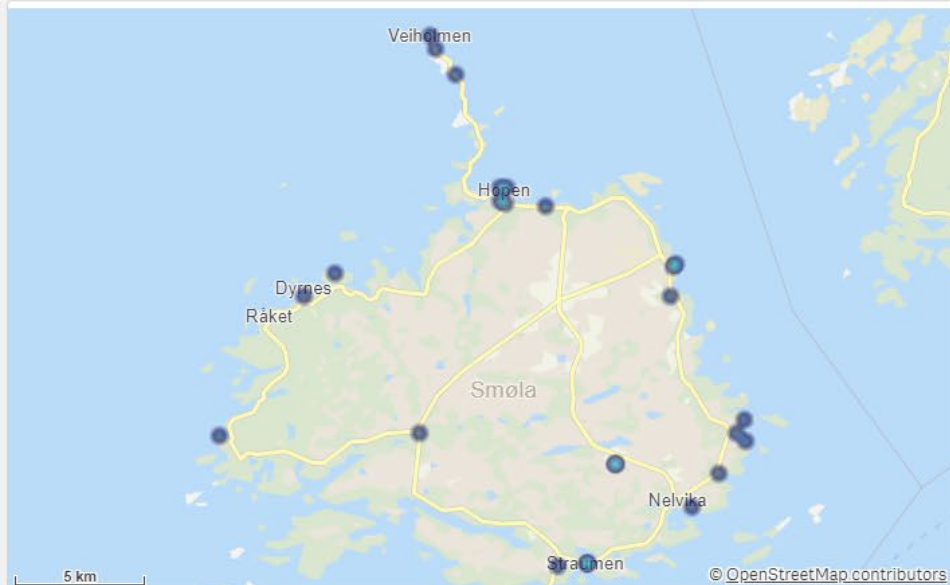 Veiholmen
Hopen
Dyrnes
Råket
Smøla
Nelvika
Straumen
5 km
© OpenStreetMap contributors